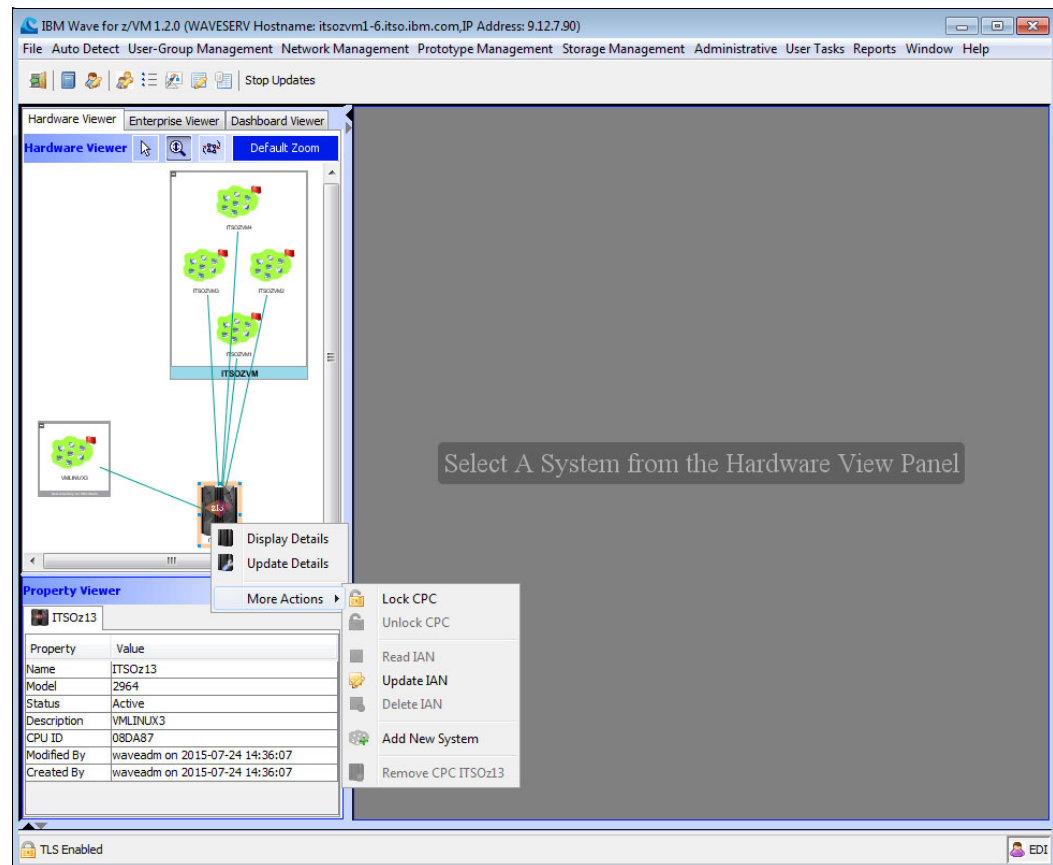 IBM Wave for z/VM 1.2.0 (WAVESERV Hostname: itsozvm1-6.itso.ibm.com,IP Address: 9.12.7.90)
File Auto Detect User-Group Management Network Management Prototype Management Storage Management Administrative User Tasks Reports Window Help
Stop Updates
Hardware Viewer Enterprise Viewer Dashboard Viewer
Hardware Viewer Default Zoom
ITSOZVM4
ITSOZVM3 ITSOZVM2
ITSOZVM1
ITSOZVM
VMLINUX3
z13
Select A System from the Hardware View Panel
Display Details
Update Details
More Actions
Lock CPC
Unlock CPC
Read IAN
Update IAN
Delete IAN
Add New System
Remove CPC ITSOz13
Property Viewer
ITSOz13
Property Value
Name ITSOz13
Model 2964
Status Active
Description VMLINUX3
CPU ID 08DA87
Modified By waveadm on 2015-07-24 14:36:07
Created By waveadm on 2015-07-24 14:36:07
TLS Enabled
EDI